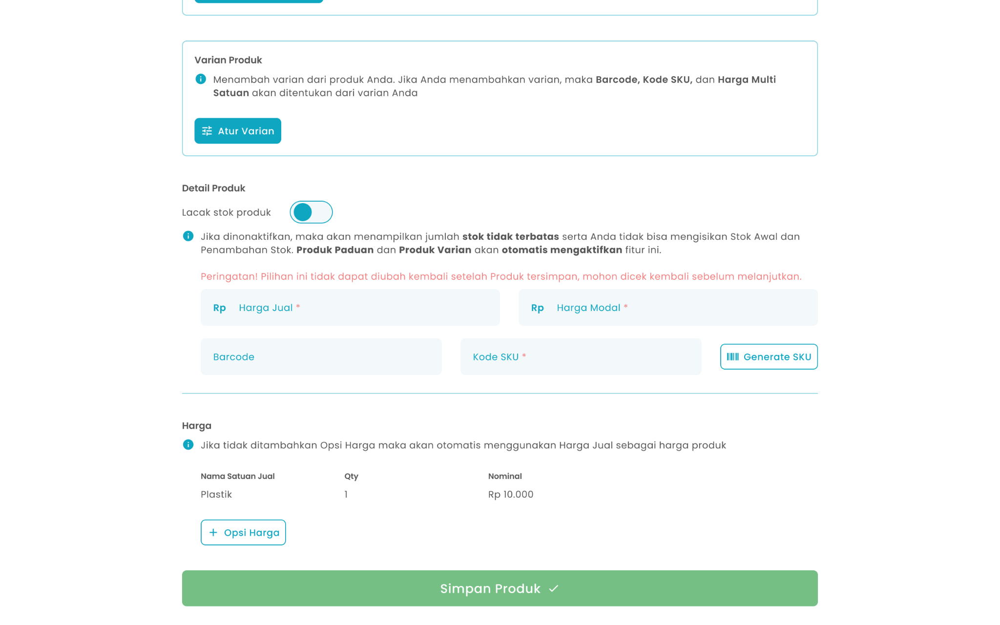 Varian Produk
Menambah varian dari produk Anda. Jika Anda menambahkan varian, maka Barcode, Kode SKU, dan Harga Multi
Satuan akan ditentukan dari varian Anda
Atur Varian
Detail Produk
Lacak stok produk
Jika dinonaktifkan, maka akan menampilkan jumlah stok tidak terbatas serta Anda tidak bisa mengisikan Stok Awal dan
Penambahan Stok. Produk Paduan dan Produk Varian akan otomatis mengaktifkan fitur ini.
Peringatan! Pilihan ini tidak dapat diubah kembali setelah Produk tersimpan, mohon dicek kembali sebelum melanjutkan.
Rp Harga Jual *
Rp Harga Modal *
Barcode
Kode SKU *
Generate SKU
Harga
Jika tidak ditambahkan Opsi Harga maka akan otomatis menggunakan Harga Jual sebagai harga produk
Nama Satuan Jual Qty Nominal
Plastik 1 Rp 10.000
+ Opsi Harga
Simpan Produk ✓